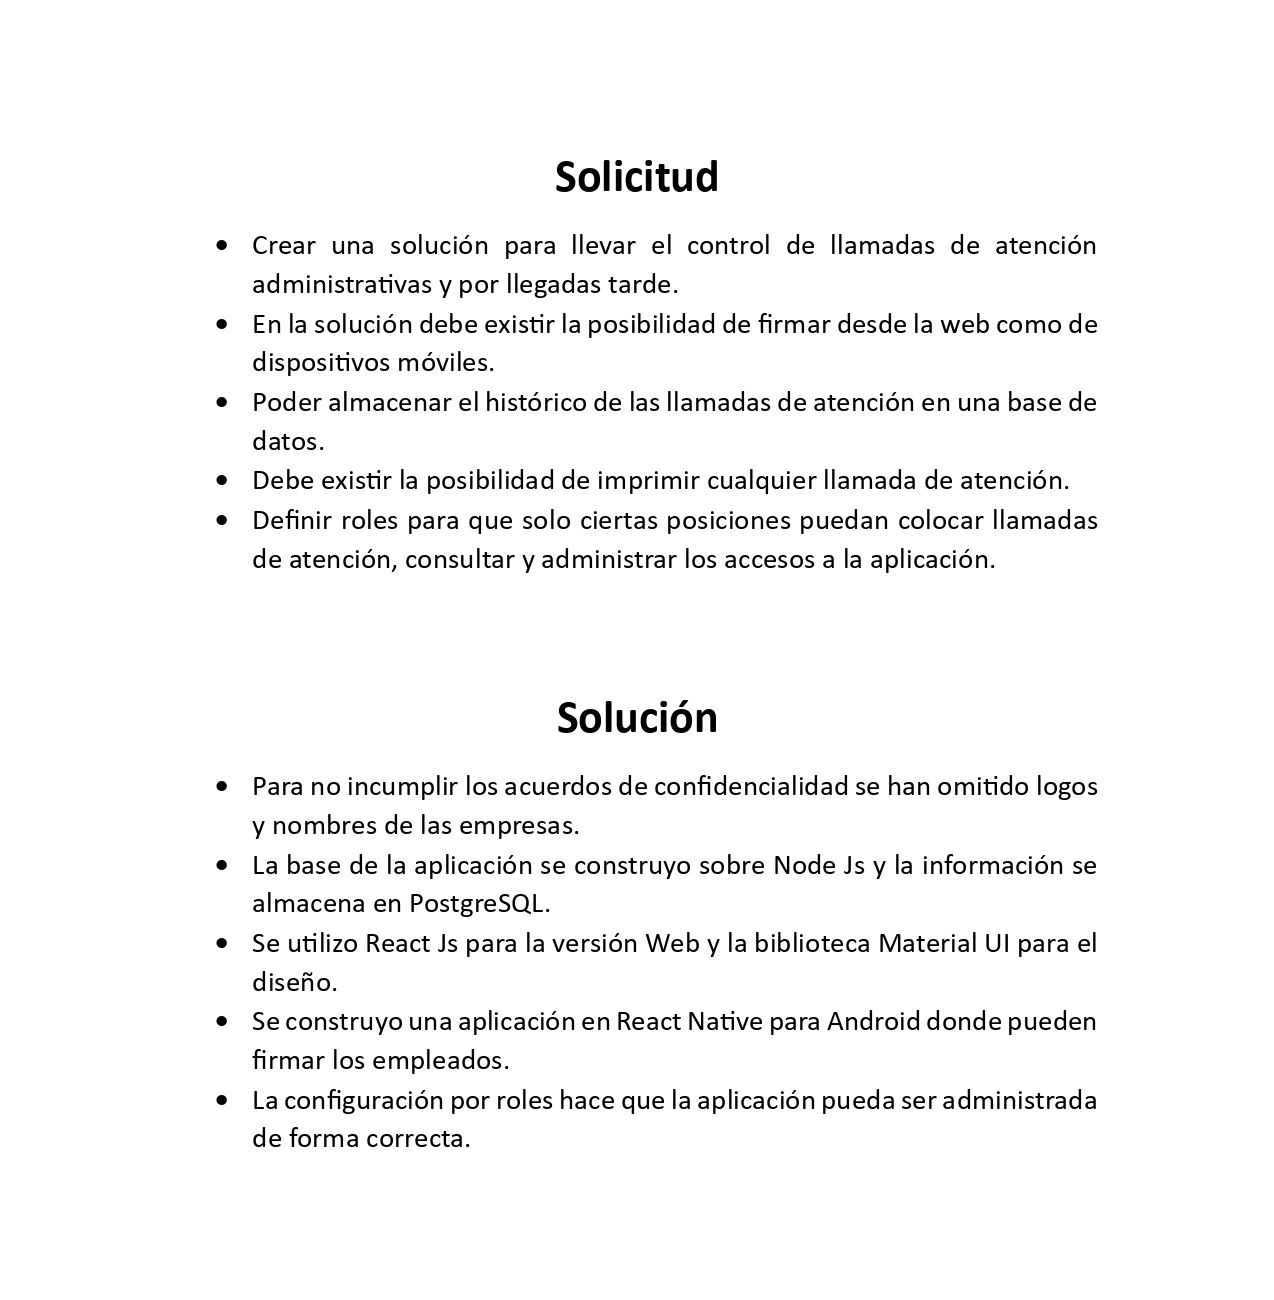 Solicitud
• Crear una solución para llevar el control de llamadas de atención
administrativas y por llegadas tarde.
• En la solución debe existir la posibilidad de firmar desde la web como de
dispositivos móviles.
• Poder almacenar el histórico de las llamadas de atención en una base de
datos.
• Debe existir la posibilidad de imprimir cualquier llamada de atención.
• Definir roles para que solo ciertas posiciones puedan colocar llamadas
de atención, consultar y administrar los accesos a la aplicación.
Solución
• Para no incumplir los acuerdos de confidencialidad se han omitido logos
y nombres de las empresas.
• La base de la aplicación se construyo sobre Node Js y la información se
almacena en PostgreSQL.
• Se utilizo React Js para la versión Web y la biblioteca Material UI para el
diseño.
• Se construyo una aplicación en React Native para Android donde pueden
firmar los empleados.
• La configuración por roles hace que la aplicación pueda ser administrada
de forma correcta.